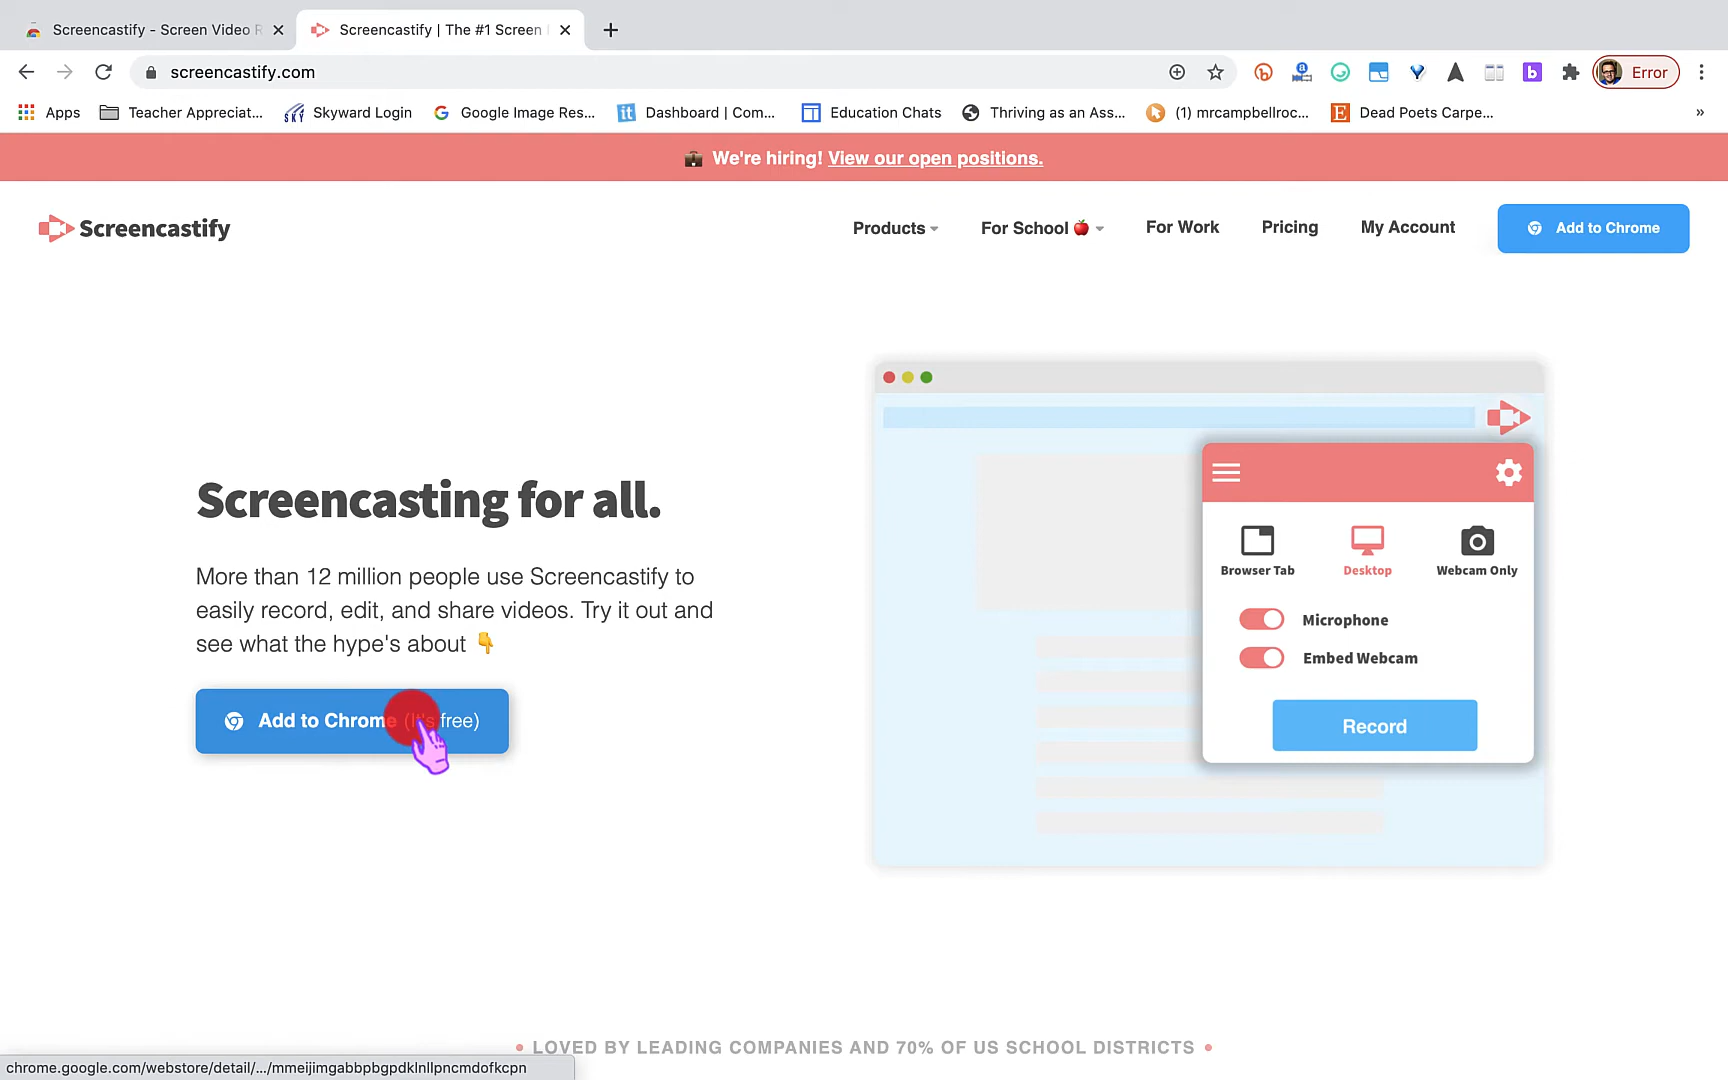 Screencastify - Screen Video R
Screencastify | The #1 Screen
screencastify.com
Error
Apps
Teacher Appreciat...
Skyward Login
Google Image Res...
Dashboard | Com...
Education Chats
Thriving as an Ass...
(1) mrcampbellroc...
Dead Poets Carpe...
»
We're hiring! View our open positions.
Screencastify
Products
For School
For Work
Pricing
My Account
Add to Chrome
Screencasting for all.
More than 12 million people use Screencastify to
easily record, edit, and share videos. Try it out and
see what the hype's about 👇
Add to Chrome (It's free)
Browser Tab
Desktop
Webcam Only
Microphone
Embed Webcam
Record
• LOVED BY LEADING COMPANIES AND 70% OF US SCHOOL DISTRICTS •
chrome.google.com/webstore/detail/.../mmeijimgabbpbgpdklnllpncmdofkcpn